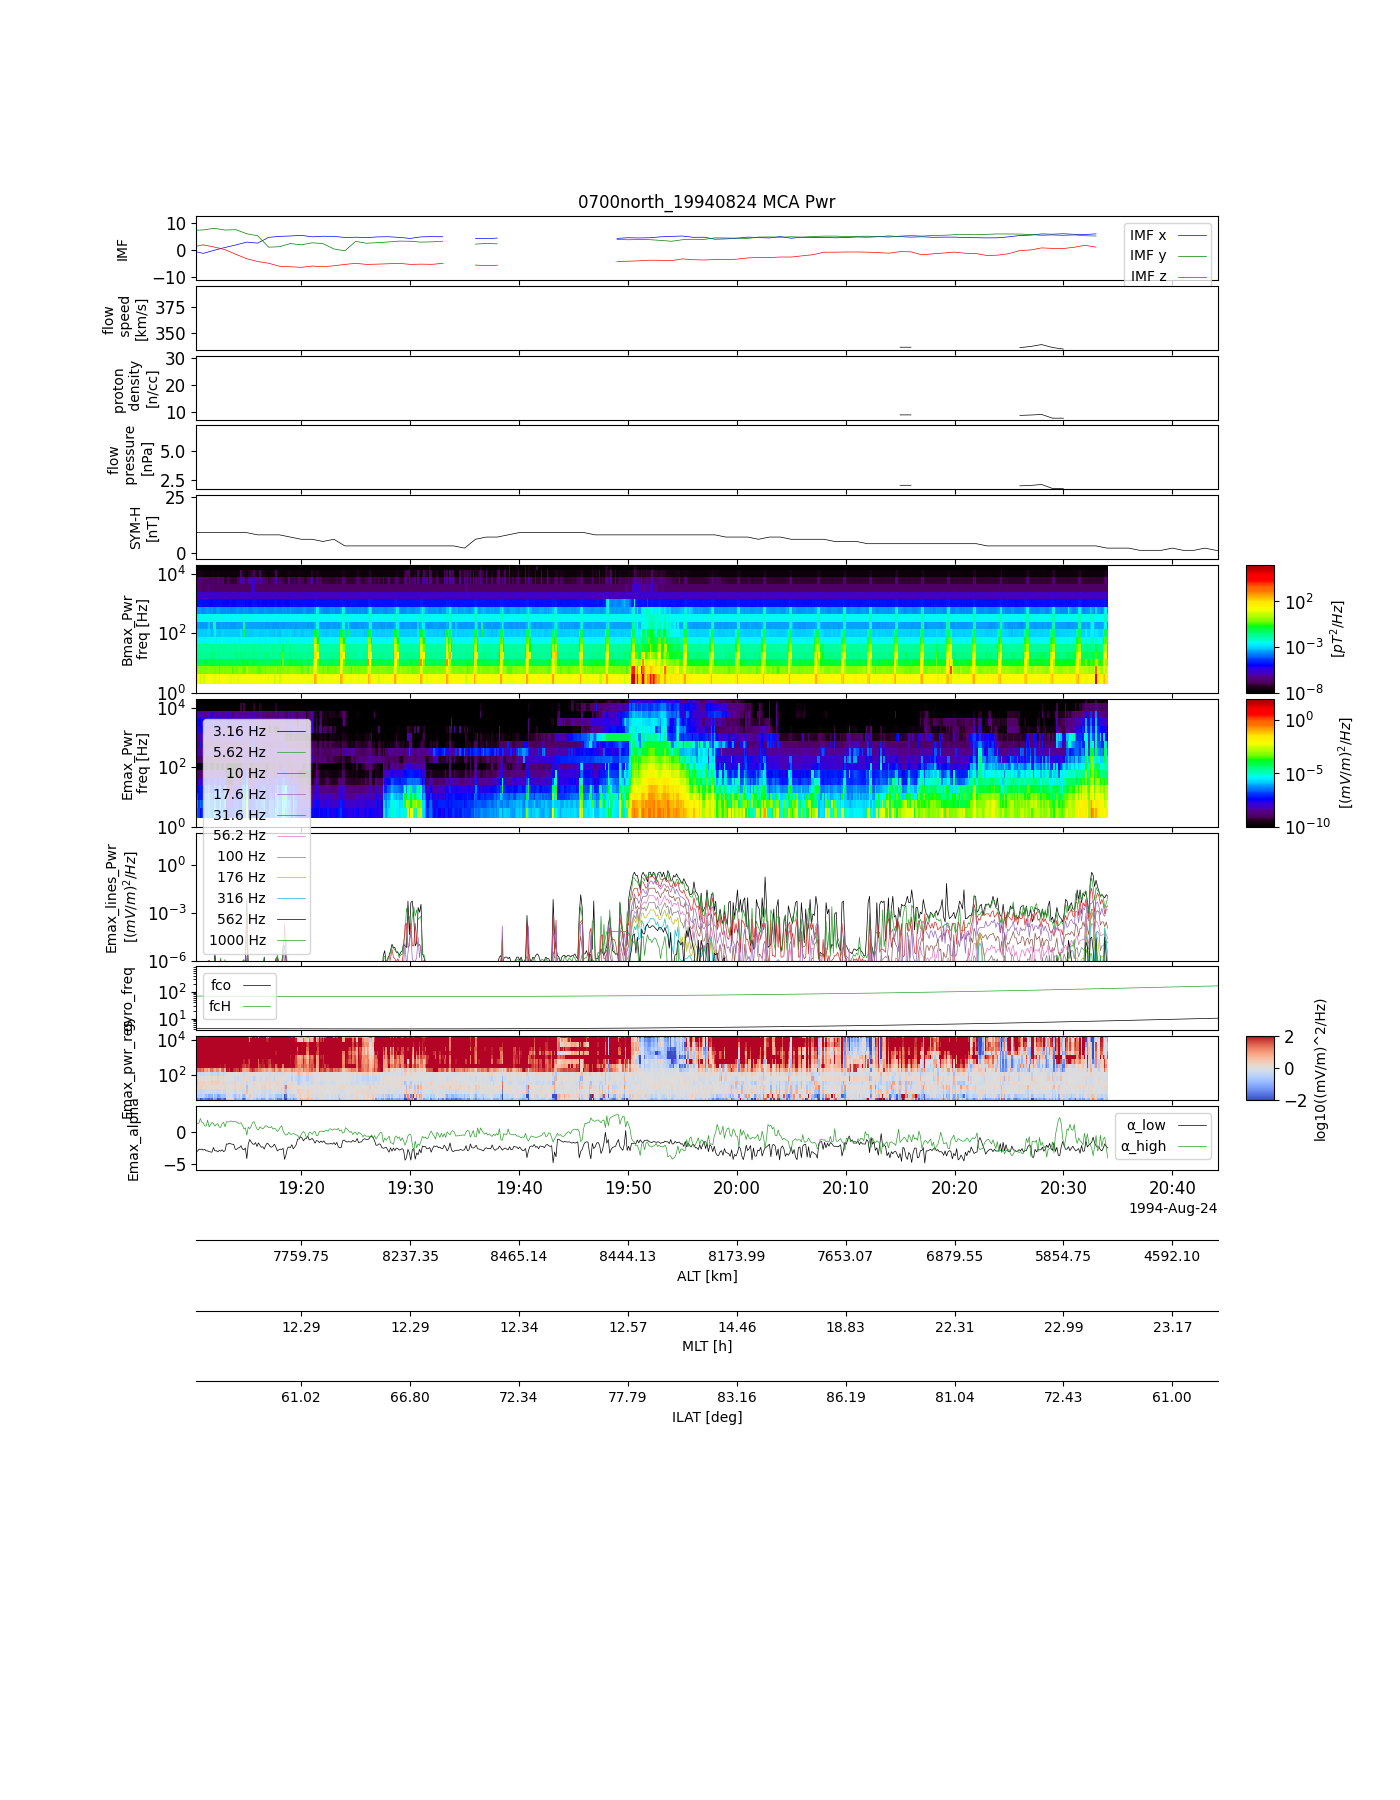 0700north_19940824 MCA Pwr
IMF
10
0
−10
IMF x
IMF y
IMF z
flow
speed
[km/s]
375
350
proton
density
[n/cc]
30
20
10
flow
pressure
[nPa]
5.0
2.5
SYM-H
[nT]
25
0
Bmax_Pwr
freq [Hz]
10⁴
10²
10⁰
10²
10⁻³
10⁻⁸
[pT²/Hz]
Emax_Pwr
freq [Hz]
10⁴
10²
10⁰
10⁰
10⁻⁵
10⁻¹⁰
[(mV/m)²/Hz]
3.16 Hz
5.62 Hz
10 Hz
17.6 Hz
31.6 Hz
56.2 Hz
100 Hz
176 Hz
316 Hz
562 Hz
1000 Hz
Emax_lines_Pwr
[(mV/m)²/Hz]
10⁰
10⁻³
10⁻⁶
gyro_freq
10²
10¹
fco
fcH
Emax_pwr_reg
10⁴
10²
2
0
−2
log10((mV/m)^2/Hz)
Emax_alpha
0
−5
α_low
α_high
19:20 19:30 19:40 19:50 20:00 20:10 20:20 20:30 20:40
1994-Aug-24
7759.75 8237.35 8465.14 8444.13 8173.99 7653.07 6879.55 5854.75 4592.10
ALT [km]
12.29 12.29 12.34 12.57 14.46 18.83 22.31 22.99 23.17
MLT [h]
61.02 66.80 72.34 77.79 83.16 86.19 81.04 72.43 61.00
ILAT [deg]